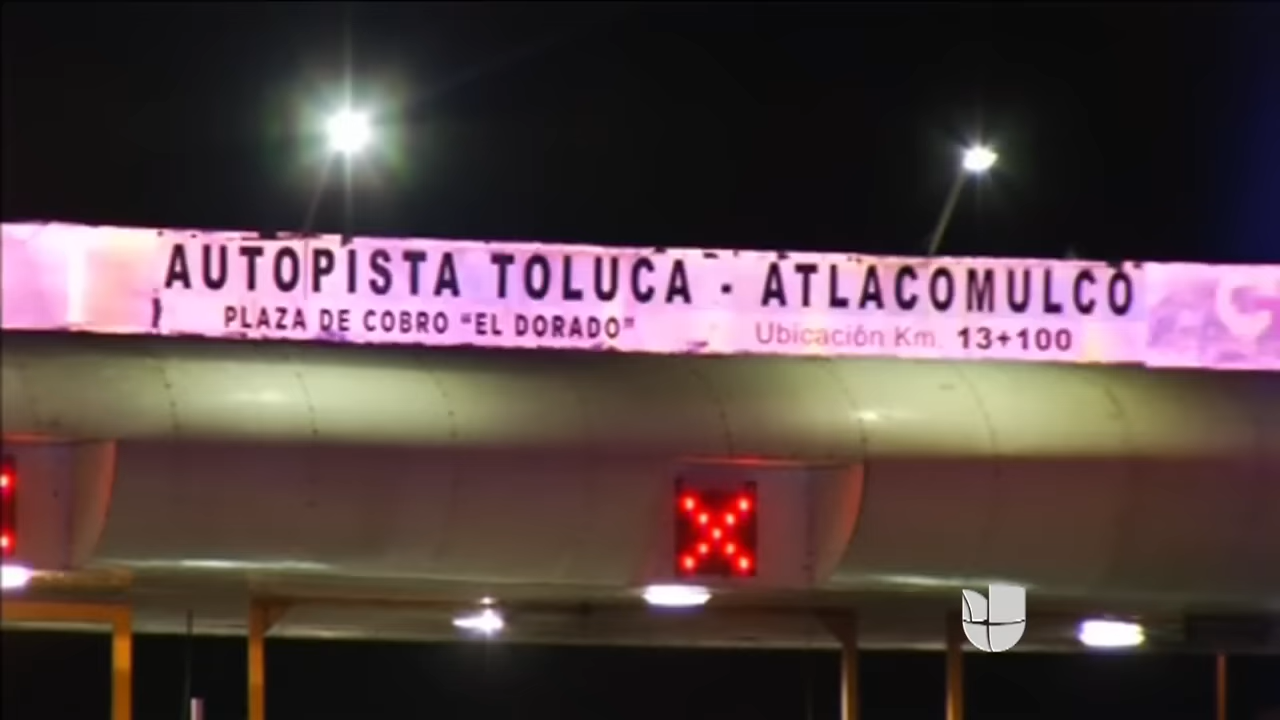 AUTOPISTA TOLUCA - ATLACOMULCO
PLAZA DE COBRO "EL DORADO"
Ubicación Km. 13+100